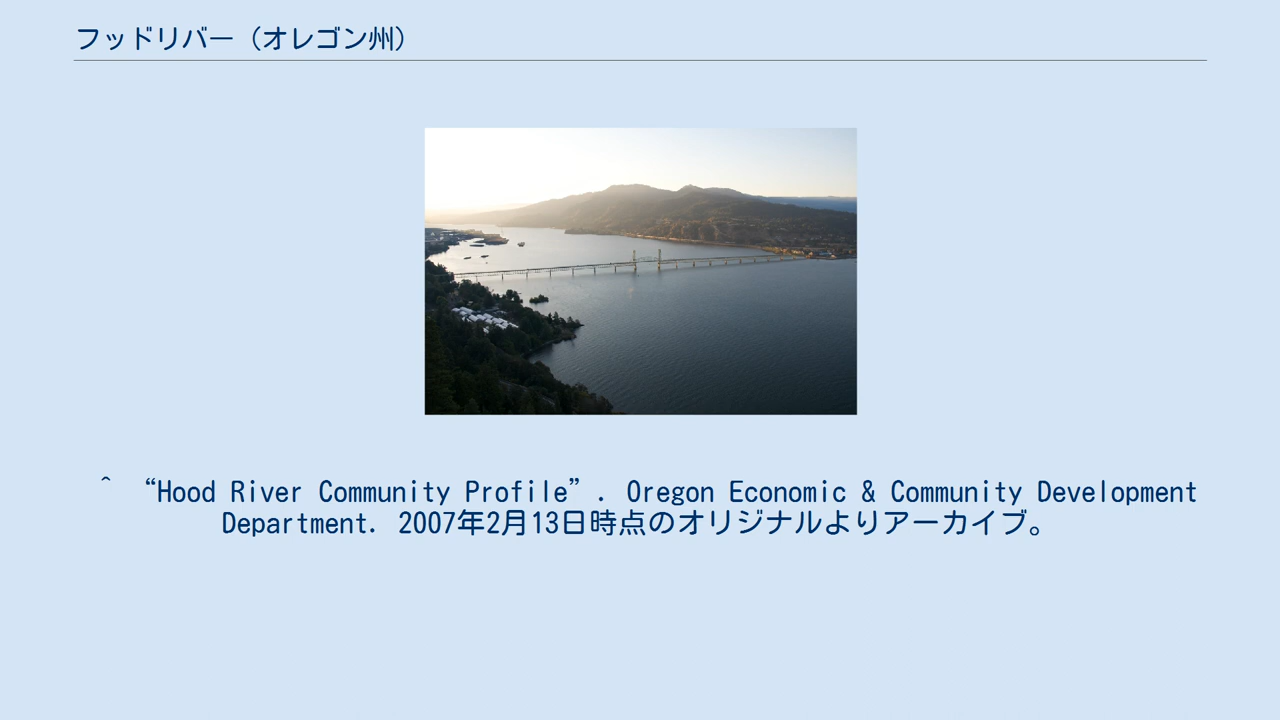 フッドリバー（オレゴン州）
^ “Hood River Community Profile”. Oregon Economic & Community Development
Department. 2007年2月13日時点のオリジナルよりアーカイブ。